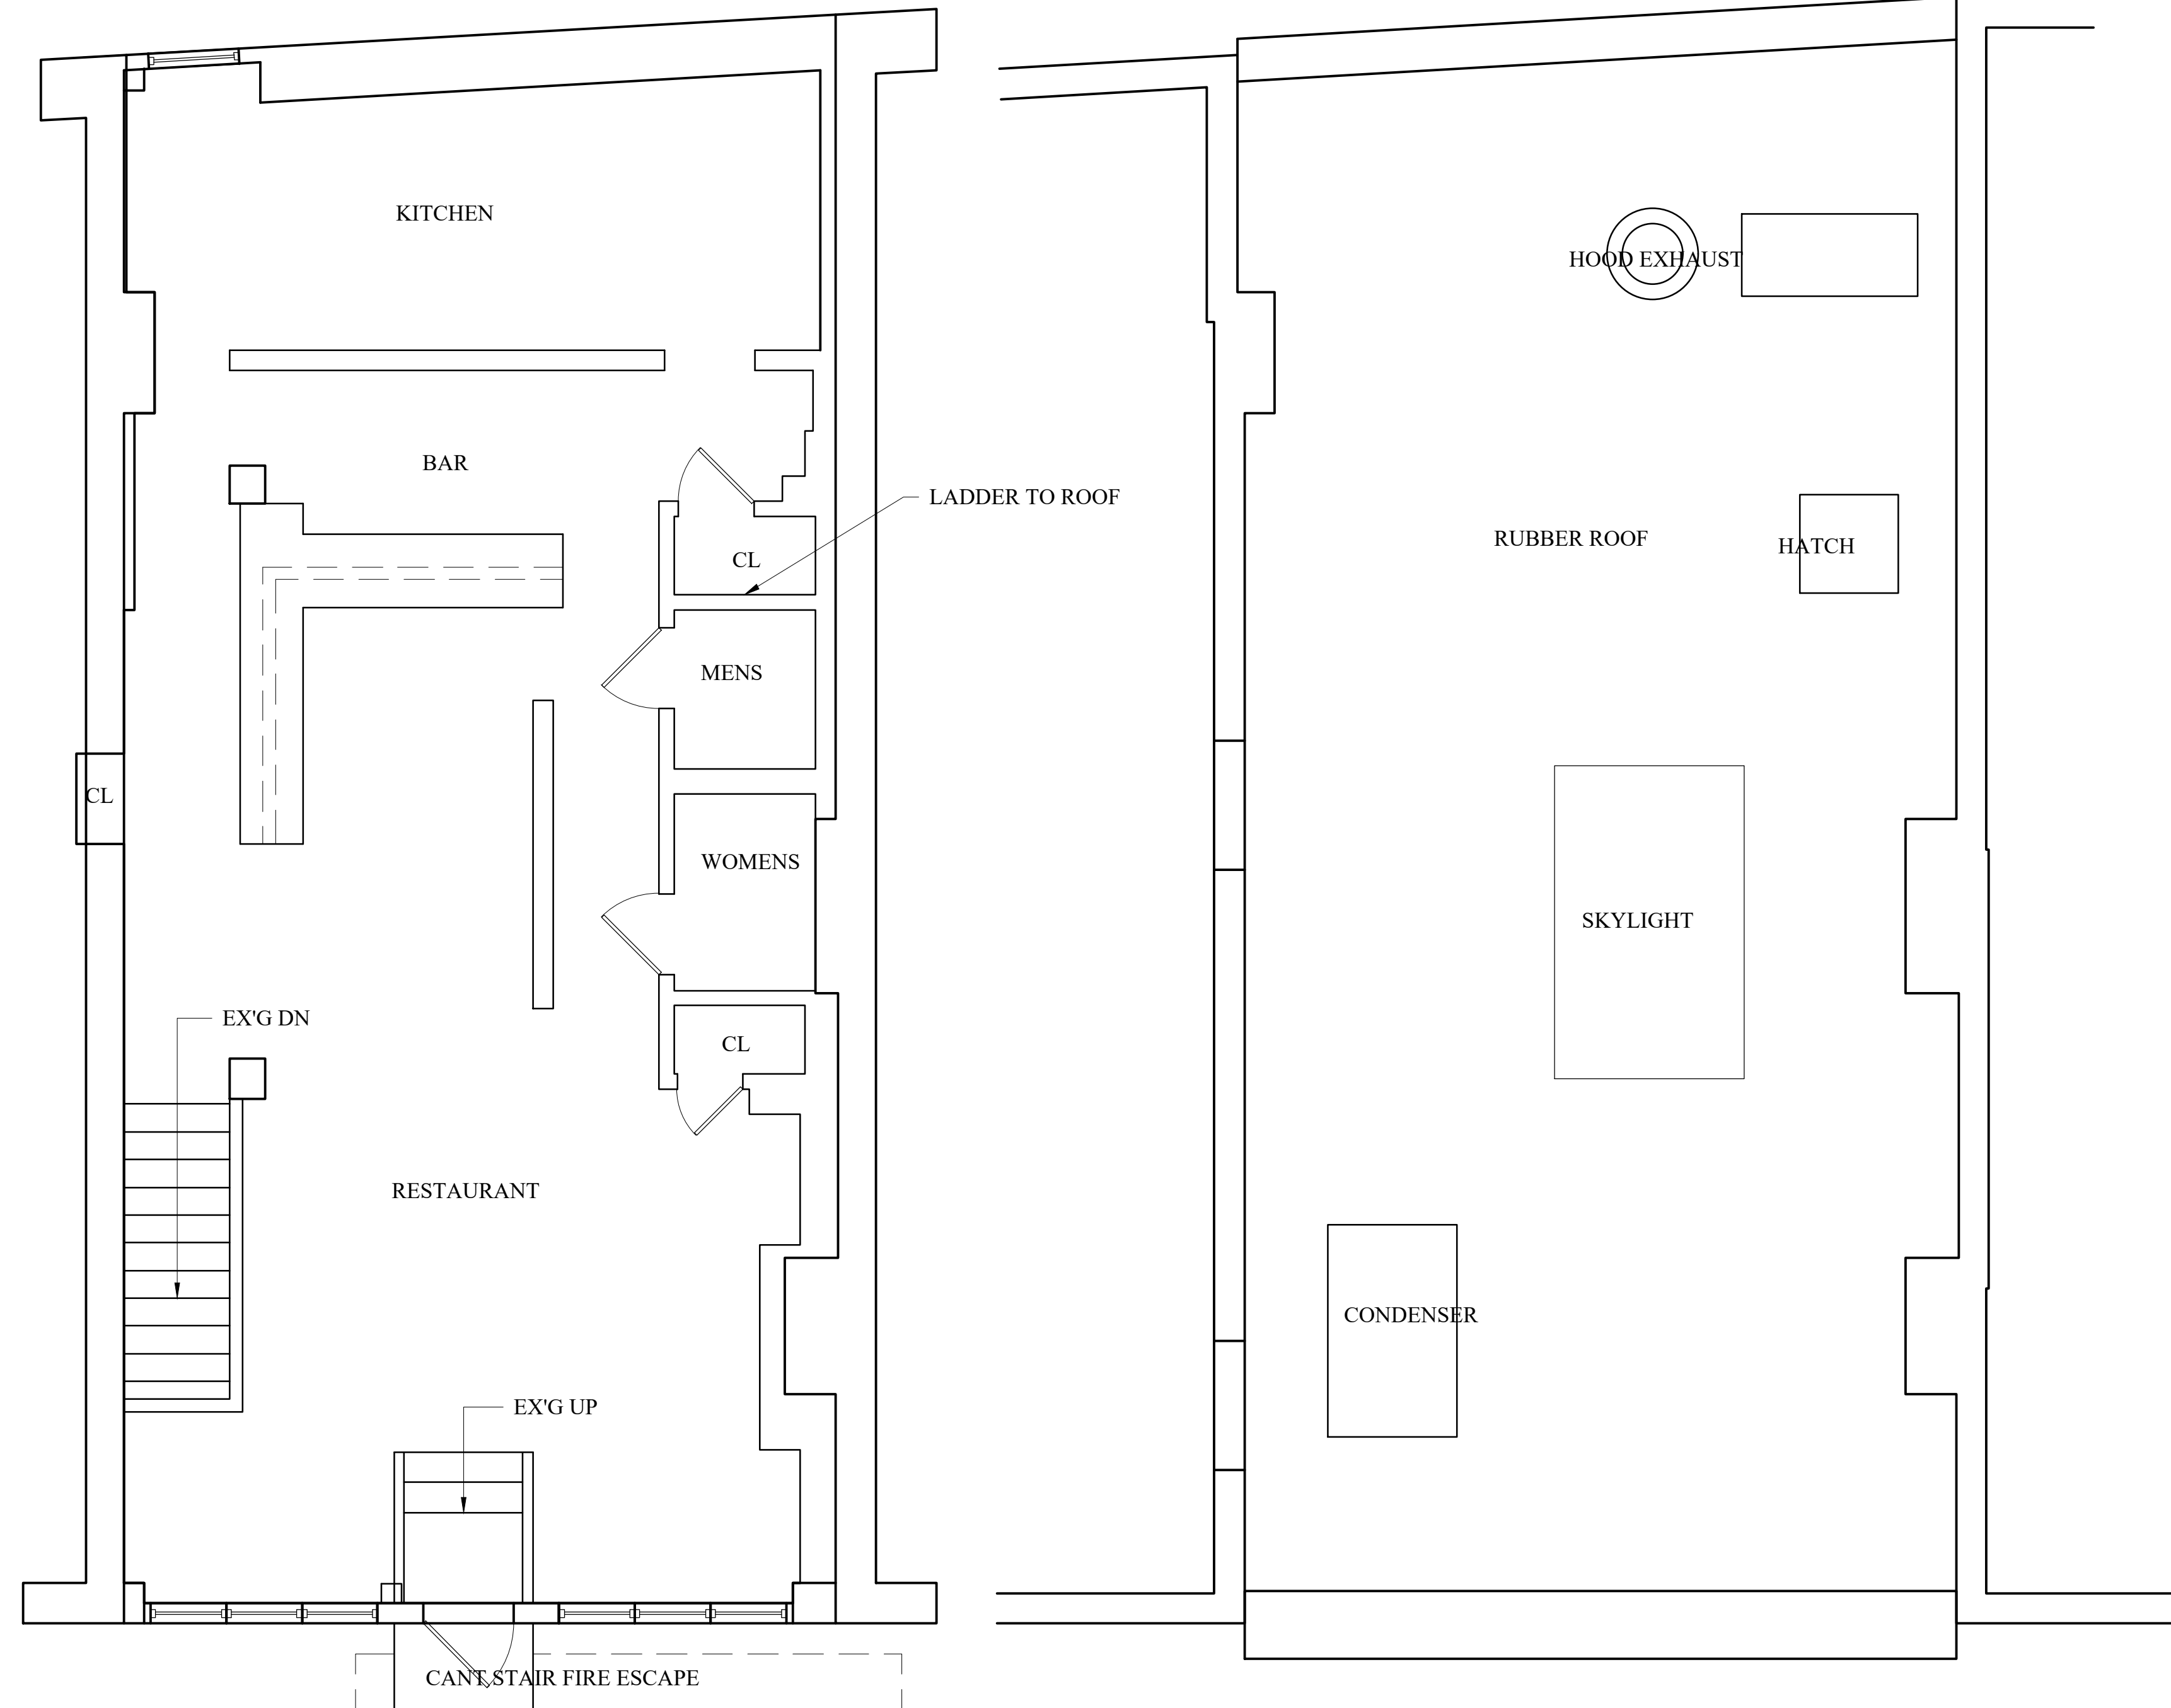 KITCHEN
BAR
LADDER TO ROOF
CL
MENS
CL
WOMENS
EX'G DN
CL
RESTAURANT
EX'G UP
CANT STAIR FIRE ESCAPE
HOOD EXHAUST
RUBBER ROOF
HATCH
SKYLIGHT
CONDENSER